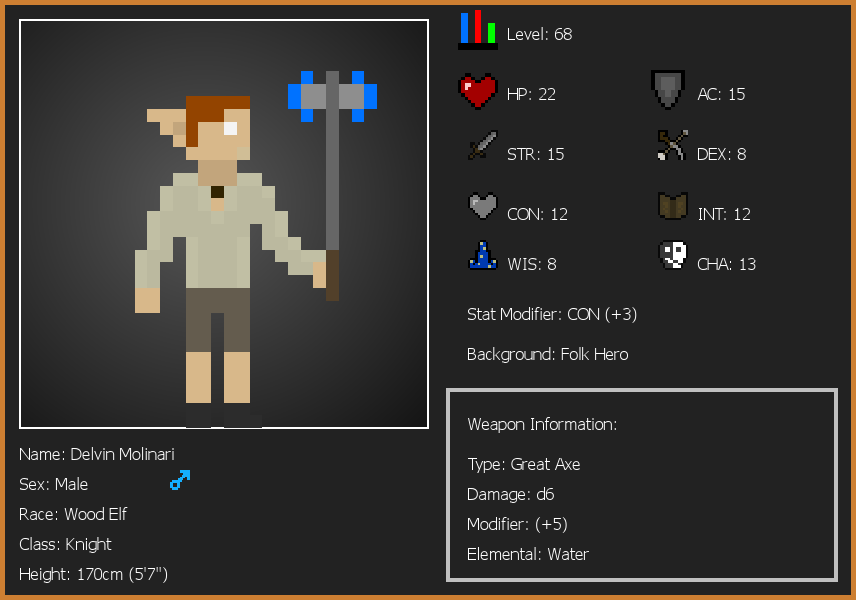 Level: 68
HP: 22
AC: 15
STR: 15
DEX: 8
CON: 12
INT: 12
WIS: 8
CHA: 13
Stat Modifier: CON (+3)
Background: Folk Hero
Weapon Information:
Type: Great Axe
Damage: d6
Modifier: (+5)
Elemental: Water
Name: Delvin Molinari
Sex: Male
Race: Wood Elf
Class: Knight
Height: 170cm (5'7")